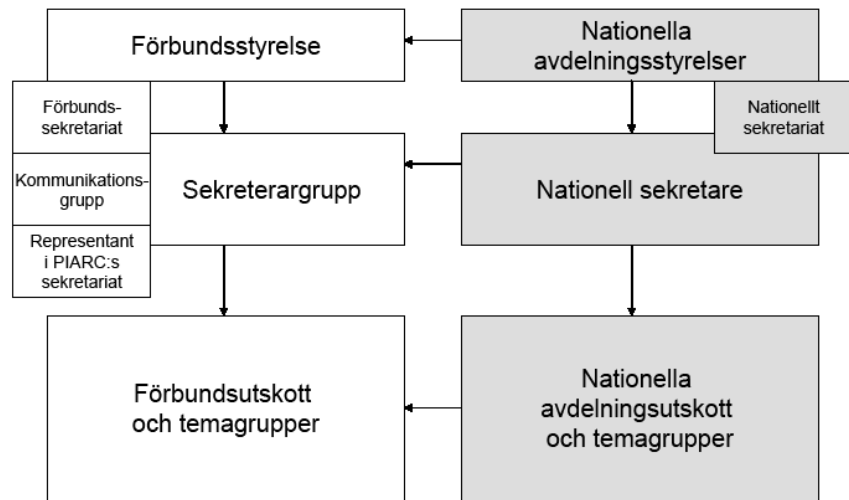 Förbundsstyrelse
Nationella
avdelningsstyrelser
Förbunds-
sekretariat
Nationellt
sekretariat
Kommunikations-
grupp
Sekreterargrupp
Nationell sekretare
Representant
i PIARC:s
sekretariat
Förbundsutskott
och temagrupper
Nationella
avdelningsutskott
och temagrupper